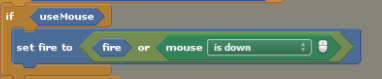 if useMouse
set fire to fire or mouse is down